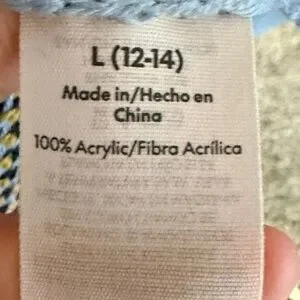 L (12-14)
Made in/Hecho en
China
100% Acrylic/Fibra Acrílica